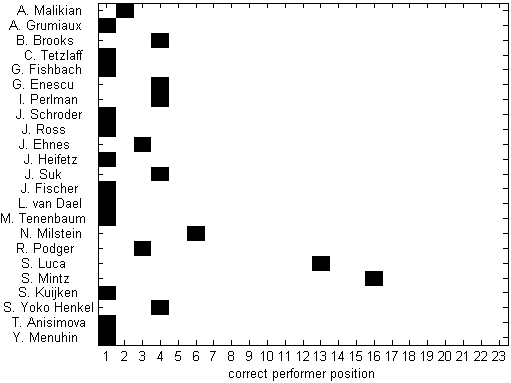 A. Malikian
A. Grumiaux
B. Brooks
C. Tetzlaff
G. Fishbach
G. Enescu
I. Perlman
J. Schroder
J. Ross
J. Ehnes
J. Heifetz
J. Suk
J. Fischer
L. van Dael
M. Tenenbaum
N. Milstein
R. Podger
S. Luca
S. Mintz
S. Kuijken
S. Yoko Henkel
T. Anisimova
Y. Menuhin
1 2 3 4 5 6 7 8 9 10 11 12 13 14 15 16 17 18 19 20 21 22 23
correct performer position